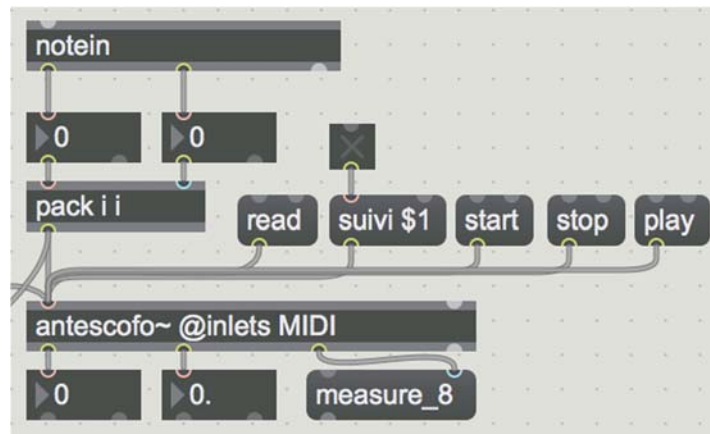 notein
0 0
pack i i
read suivi $1 start stop play
antescofo~ @inlets MIDI
0 0. measure_8